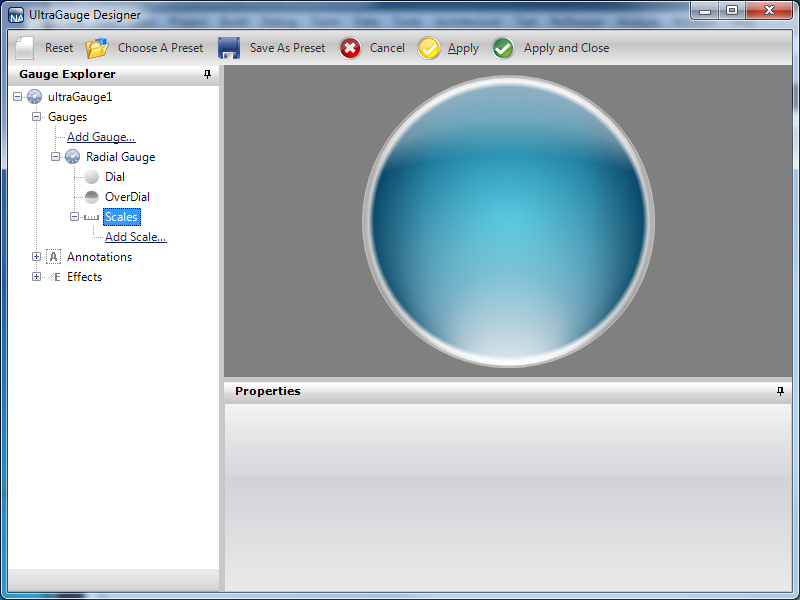 UltraGauge Designer
Reset Choose A Preset Save As Preset Cancel Apply Apply and Close
Gauge Explorer
ultraGauge1
Gauges
Add Gauge...
Radial Gauge
Dial
OverDial
Scales
Add Scale...
A Annotations
E Effects
Properties